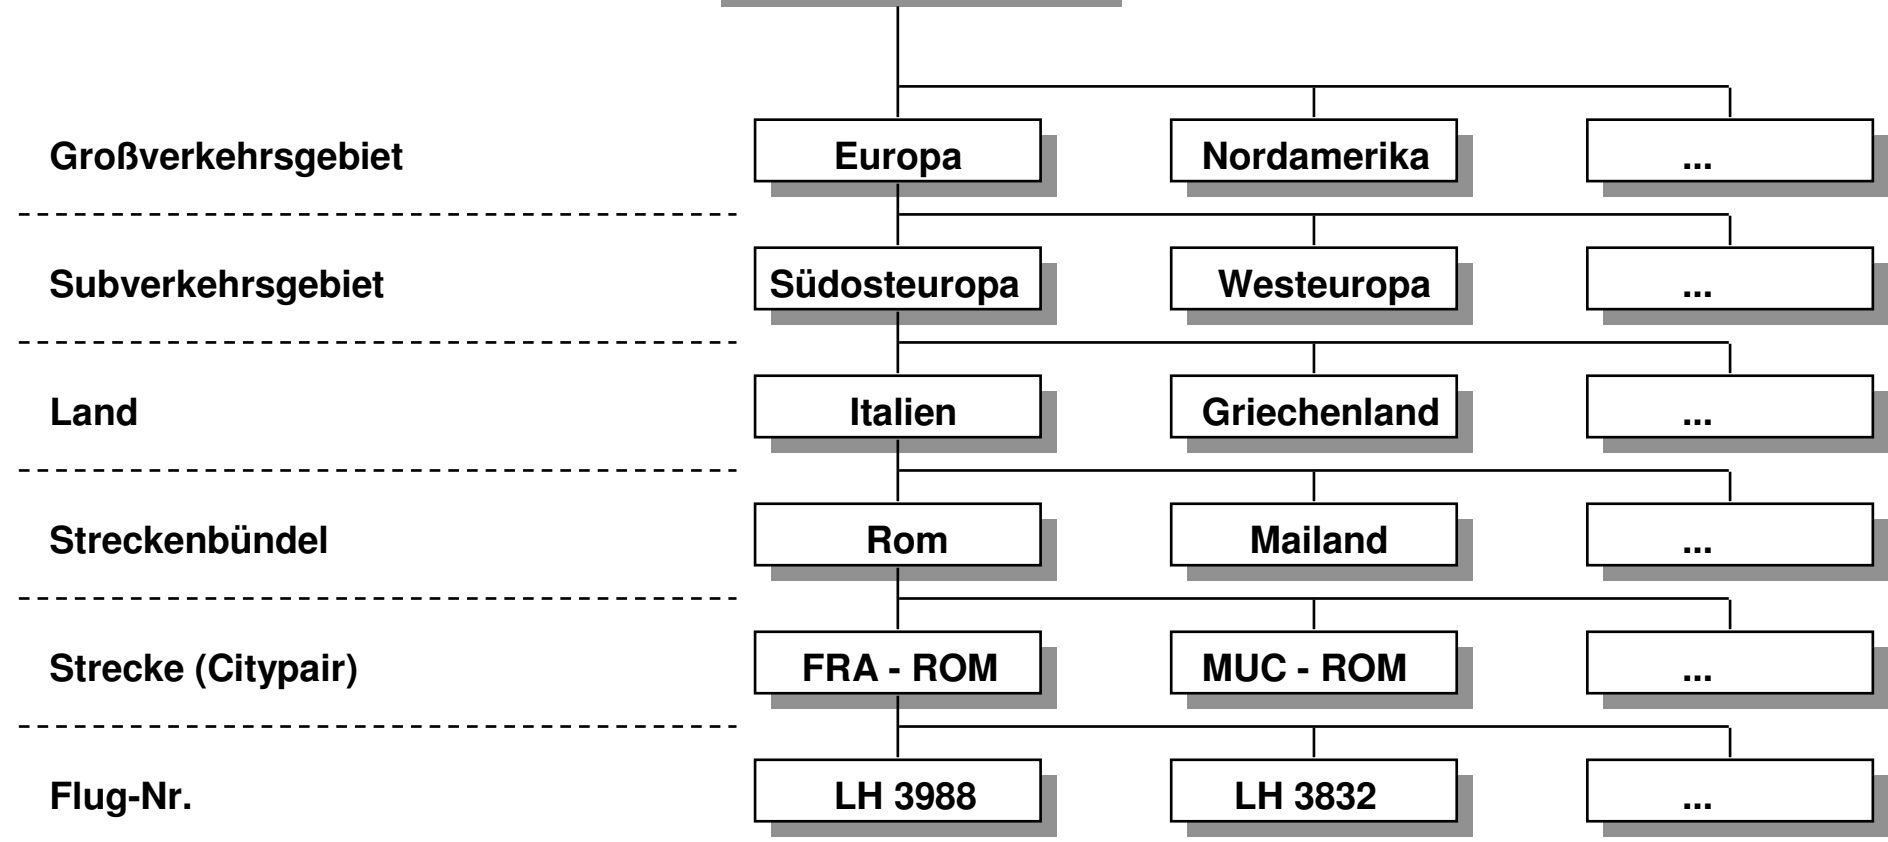 Großverkehrsgebiet Europa Nordamerika ...
Subverkehrsgebiet Südosteuropa Westeuropa ...
Land Italien Griechenland ...
Streckenbündel Rom Mailand ...
Strecke (Citypair) FRA - ROM MUC - ROM ...
Flug-Nr. LH 3988 LH 3832 ...